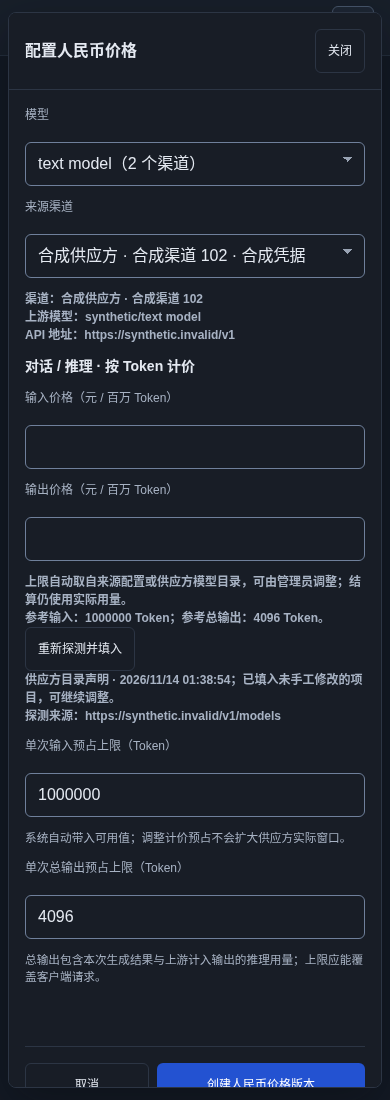 配置人民币价格
关闭
模型
text model（2 个渠道）
来源渠道
合成供应方 · 合成渠道 102 · 合成凭据
渠道：合成供应方 · 合成渠道 102
上游模型：synthetic/text model
API 地址：https://synthetic.invalid/v1
对话 / 推理 · 按 Token 计价
输入价格（元 / 百万 Token）
输出价格（元 / 百万 Token）
上限自动取自来源配置或供应方模型目录，可由管理员调整；结
算仍使用实际用量。
参考输入：1000000 Token；参考总输出：4096 Token。
重新探测并填入
供应方目录声明 · 2026/11/14 01:38:54；已填入未手工修改的项
目，可继续调整。
探测来源：https://synthetic.invalid/v1/models
单次输入预占上限（Token）
1000000
系统自动带入可用值；调整计价预占不会扩大供应方实际窗口。
单次总输出预占上限（Token）
4096
总输出包含本次生成结果与上游计入输出的推理用量；上限应能覆
盖客户端请求。
取消
创建人民币价格版本